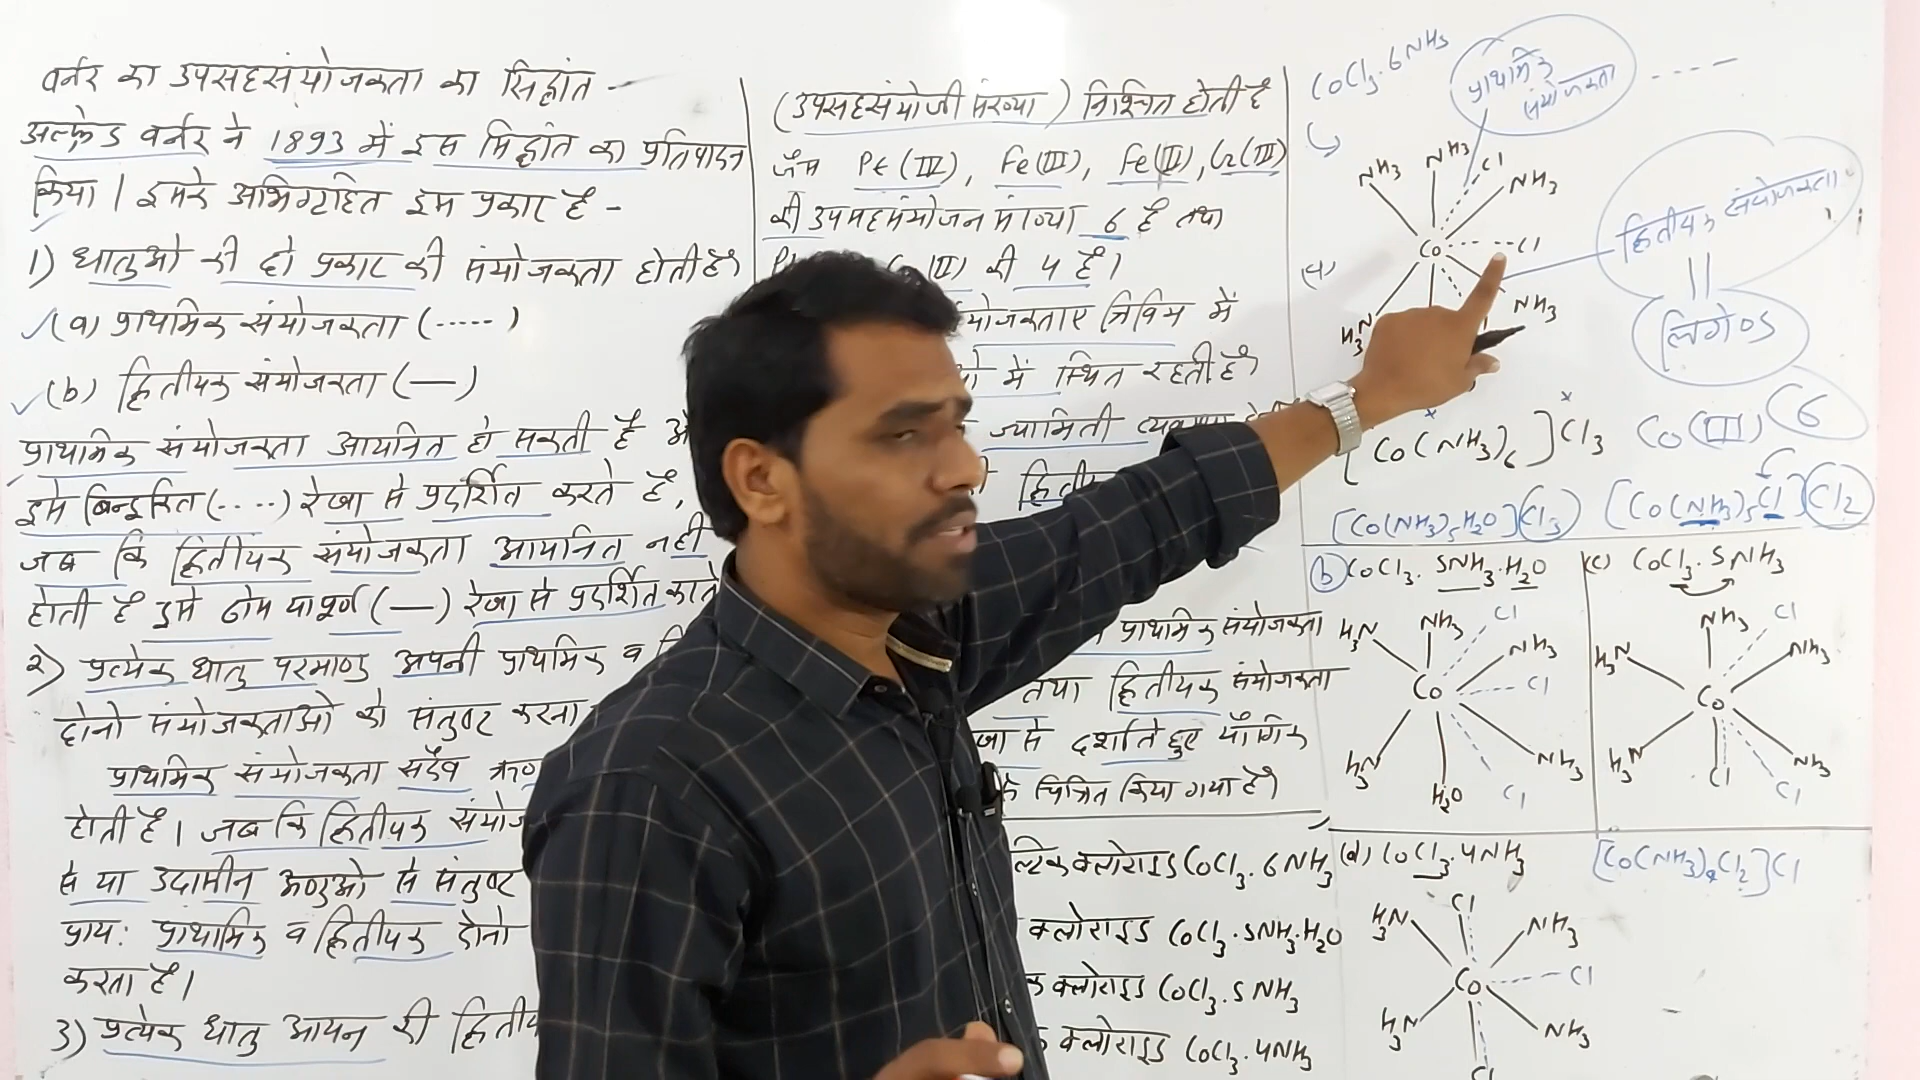 वर्नर का उपसहसंयोजकता का सिद्धांत -
अल्फ्रेड वर्नर ने 1893 में इस सिद्धांत का प्रतिपादन
किया। इसके अभिग्रहित इस प्रकार है -
1) धातुओ की दो प्रकार की संयोजकता होती है।
(a) प्राथमिक संयोजकता (-----)
(b) द्वितीयक संयोजकता (—)
प्राथमिक संयोजकता आयनित हो सकती है
इसे बिन्दुकित (....) रेखा से प्रदर्शित करते है,
जब कि द्वितीयक संयोजकता आयनित नही
होती है इसे ठोस या पूर्ण (—) रेखा से प्रदर्शित करते
2) प्रत्येक धातु परमाणु अपनी प्राथमिक व
दोनो संयोजकताओ को संतुष्ट करना
प्राथमिक संयोजकता सदैव
होती है। जब कि द्वितीयक
से या उदासीन अणुओ से संतुष्ट
प्राय: प्राथमिक व द्वितीयक दोनो
करता है।
3) प्रत्येक धातु आयन की
(उपसहसंयोजी संख्या) निश्चित होती है
जैसे Pt(IV), Fe(III), Fe(II), Cr(III)
की उपसहसंयोजन संख्या 6 है तथा
(II) की 4 है।
त्रिविम में
में स्थित रहती है।
ज्यामिती
प्राथमिक संयोजकता
तथा द्वितीयक संयोजकता
से दर्शाते हुए यौगिक
चित्रित किया गया है।
क्लोराइड CoCl3.6NH3
क्लोराइड CoCl3.5NH3.H2O
क्लोराइड CoCl3.5NH3
क्लोराइड CoCl3.4NH3
CoCl3.6NH3
प्राथमिक
संयोजकता
-----
NH3 NH3 Cl NH3
Co Cl
(a)
H3N NH3
द्वितीयक संयोजकता
लिगेण्ड
[Co(NH3)6]Cl3 Co(III) C6
[Co(NH3)5H2O]Cl3 [Co(NH3)5Cl]Cl2
(b) CoCl3.5NH3.H2O
H3N NH3 Cl
NH3
Co Cl
H3N NH3
H2O Cl
(c) CoCl3.5NH3
NH3 Cl
H3N NH3
Co
H3N NH3
Cl Cl
(d) CoCl3.4NH3 [Co(NH3)4Cl2]Cl
Cl
H3N NH3
Co Cl
H3N NH3
Cl